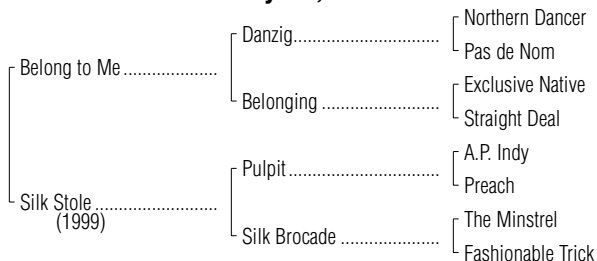 Northern Dancer
Danzig
Pas de Nom
Belong to Me
Exclusive Native
Belonging
Straight Deal
A.P. Indy
Pulpit
Preach
Silk Stole
(1999)
The Minstrel
Silk Brocade
Fashionable Trick